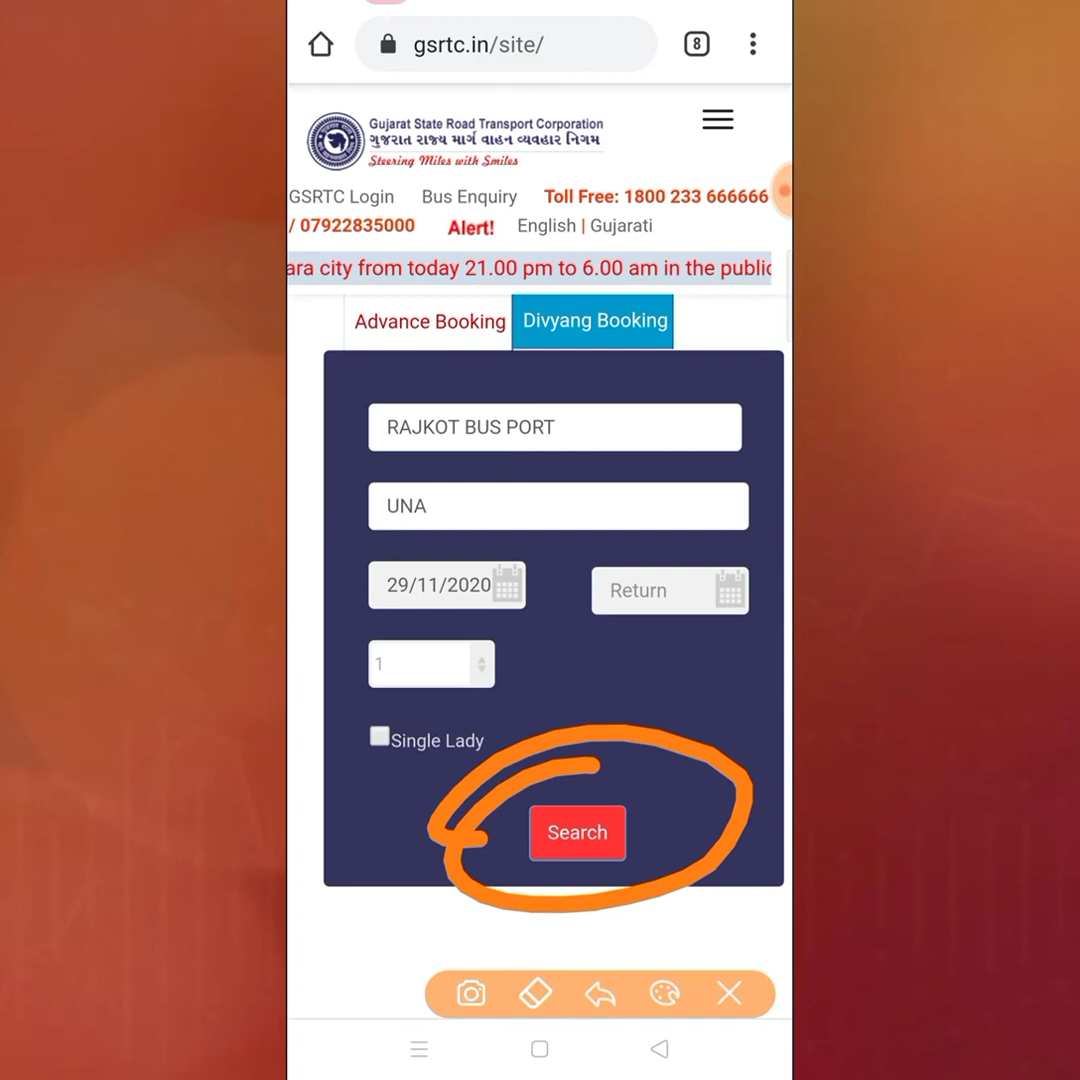 gsrtc.in/site/
8
Gujarat State Road Transport Corporation
ગુજરાત રાજ્ય માર્ગ વાહન વ્યવહાર નિગમ
Steering Miles with Smiles
GSRTC Login Bus Enquiry Toll Free: 1800 233 666666
/ 07922835000 Alert! English | Gujarati
ara city from today 21.00 pm to 6.00 am in the public
Advance Booking Divyang Booking
RAJKOT BUS PORT
UNA
29/11/2020 Return
1
Single Lady
Search